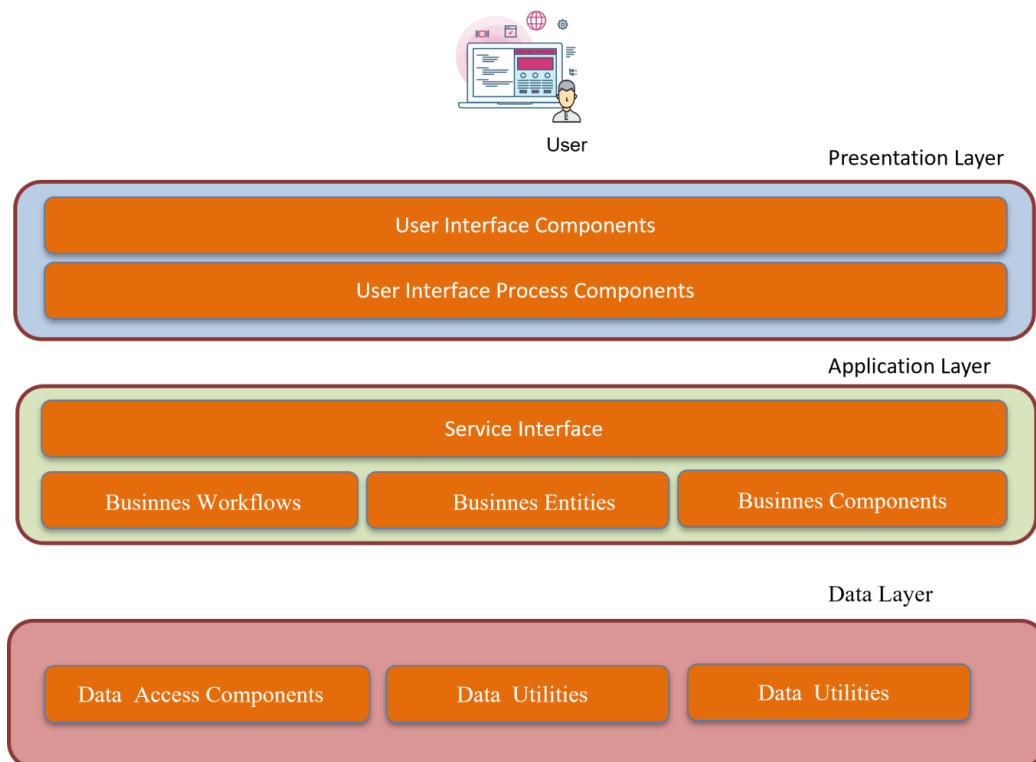 User
Presentation Layer
User Interface Components
User Interface Process Components
Application Layer
Service Interface
Businnes Workflows
Businnes Entities
Businnes Components
Data Layer
Data Access Components
Data Utilities
Data Utilities